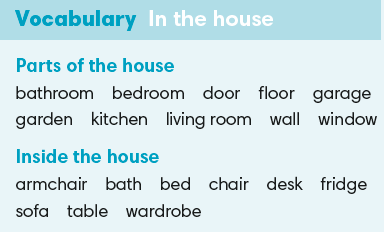 Vocabulary In the house
Parts of the house
bathroom bedroom door floor garage
garden kitchen living room wall window
Inside the house
armchair bath bed chair desk fridge
sofa table wardrobe